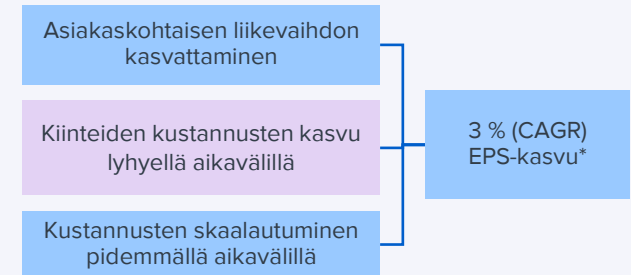 Asiakaskohtaisen liikevaihdon
kasvattaminen
Kiinteiden kustannusten kasvu
lyhyellä aikavälillä
3 % (CAGR)
EPS-kasvu*
Kustannusten skaalautuminen
pidemmällä aikavälillä